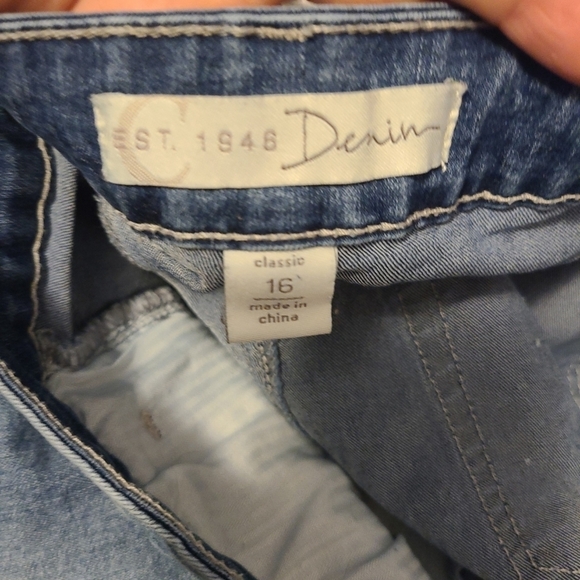 C
EST. 1946 Denim
classic
16
made in
china